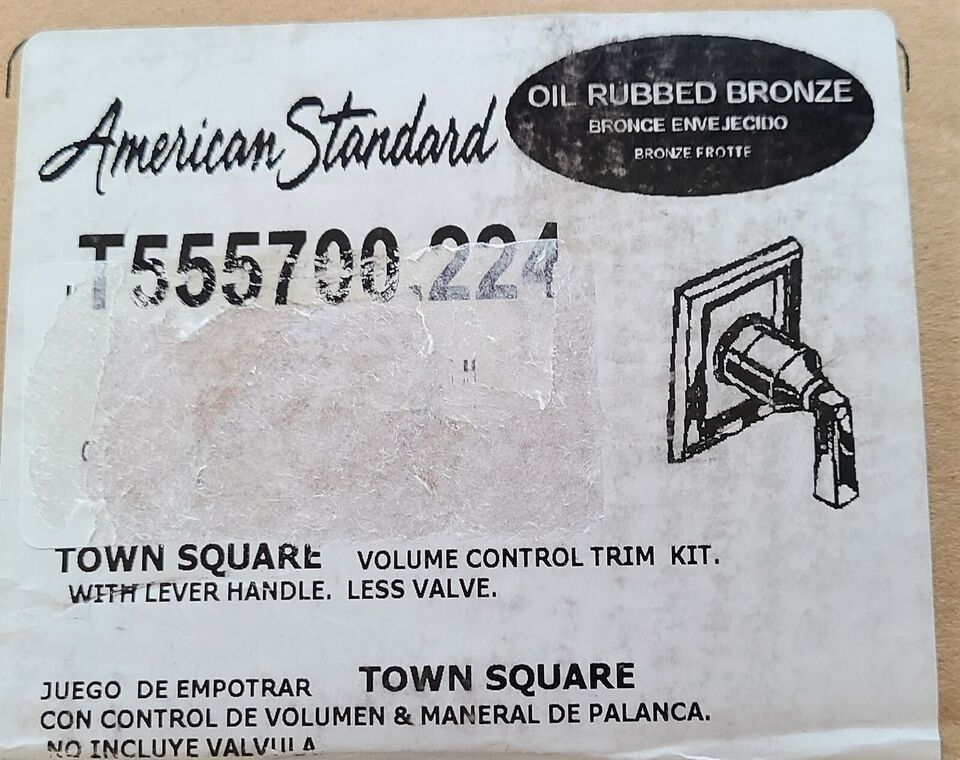 American Standard
OIL RUBBED BRONZE
BRONCE ENVEJECIDO
BRONZE FROTTE
T555700.224
TOWN SQUARE VOLUME CONTROL TRIM KIT.
WITH LEVER HANDLE. LESS VALVE.
JUEGO DE EMPOTRAR TOWN SQUARE
CON CONTROL DE VOLUMEN & MANERAL DE PALANCA.
NO INCLUYE VALVULA